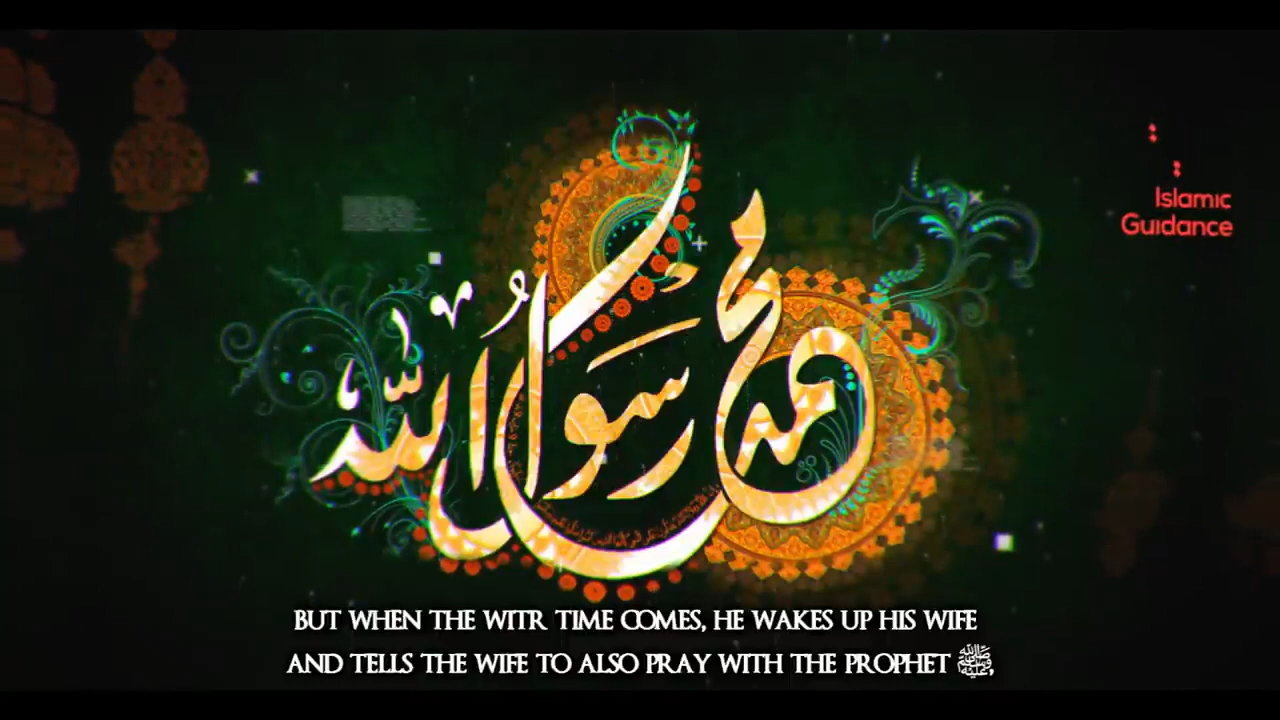 Islamic
Guidance
محمد رسول الله
BUT WHEN THE WITR TIME COMES, HE WAKES UP HIS WIFE
AND TELLS THE WIFE TO ALSO PRAY WITH THE PROPHET ﷺ,